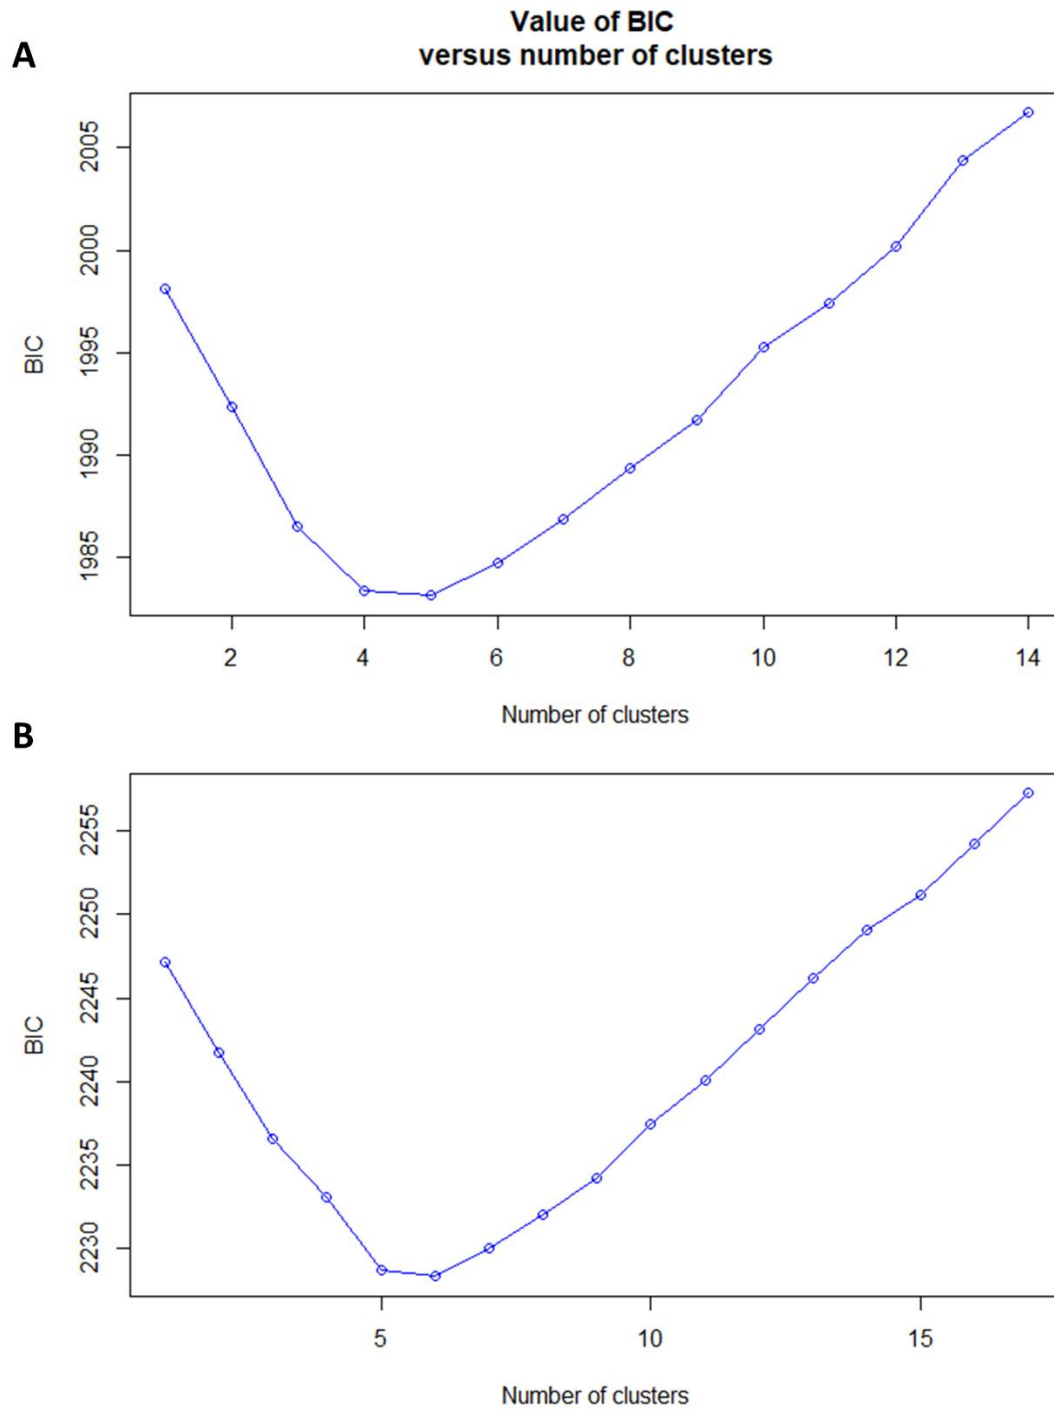 A
Value of BIC
versus number of clusters
2005
2000
1995
1990
1985
BIC
2 4 6 8 10 12 14
Number of clusters
B
2255
2250
2245
2240
2235
2230
BIC
5 10 15
Number of clusters